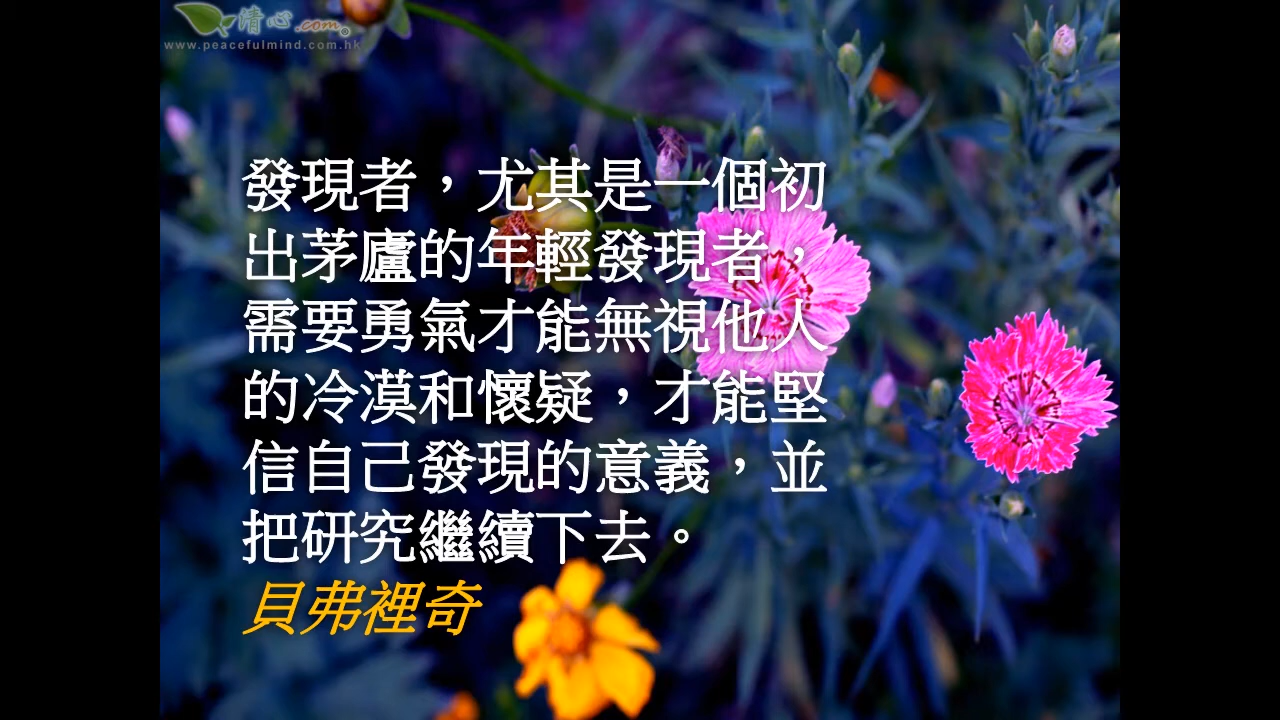 清心.com
www.peacefulmind.com.hk
發現者，尤其是一個初
出茅廬的年輕發現者，
需要勇氣才能無視他人
的冷漠和懷疑，才能堅
信自己發現的意義，並
把研究繼續下去。
貝弗裡奇